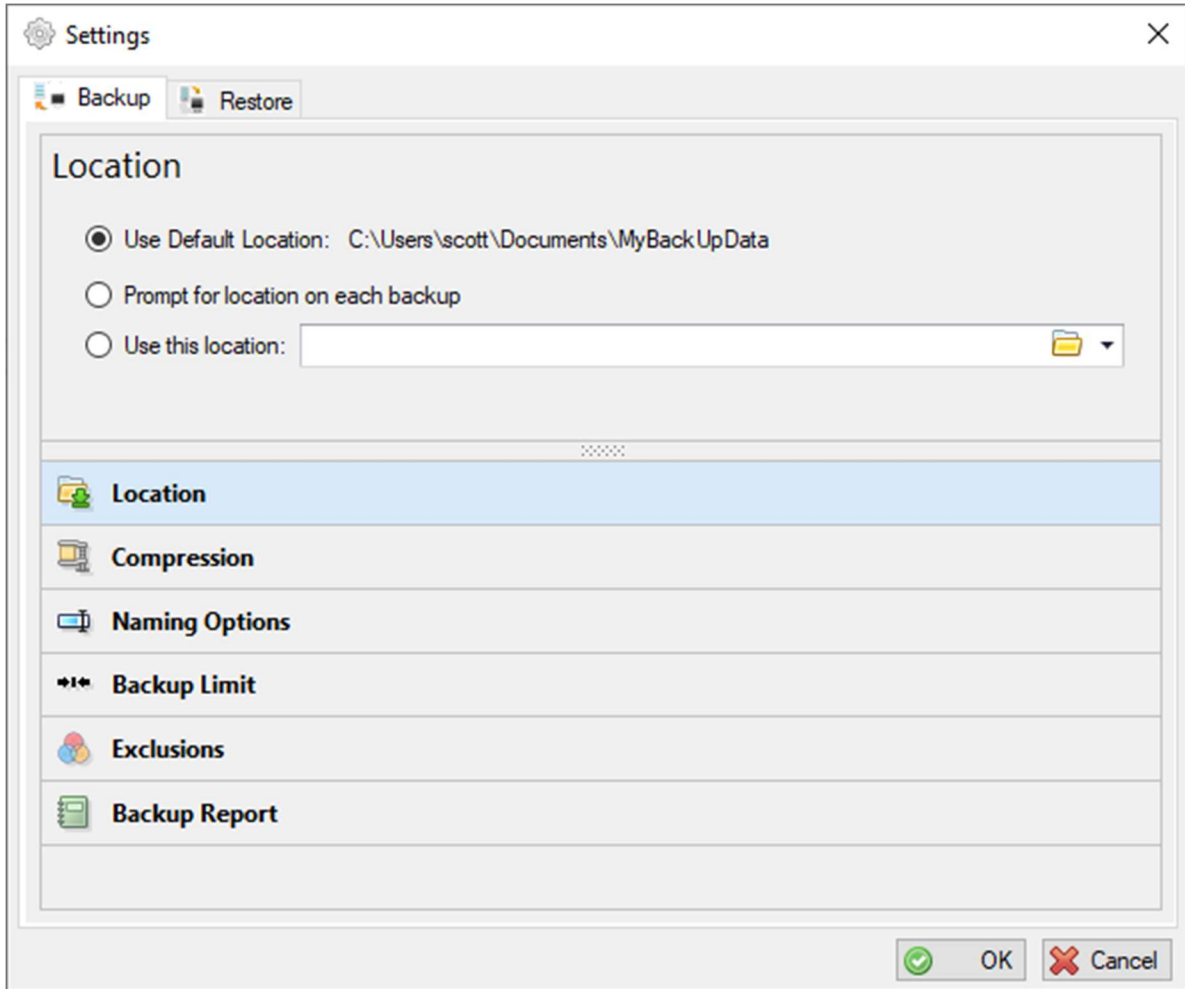 Settings
Backup
Restore
Location
Use Default Location: C:\Users\scott\Documents\MyBackUpData
Prompt for location on each backup
Use this location:
Location
Compression
Naming Options
Backup Limit
Exclusions
Backup Report
OK
Cancel